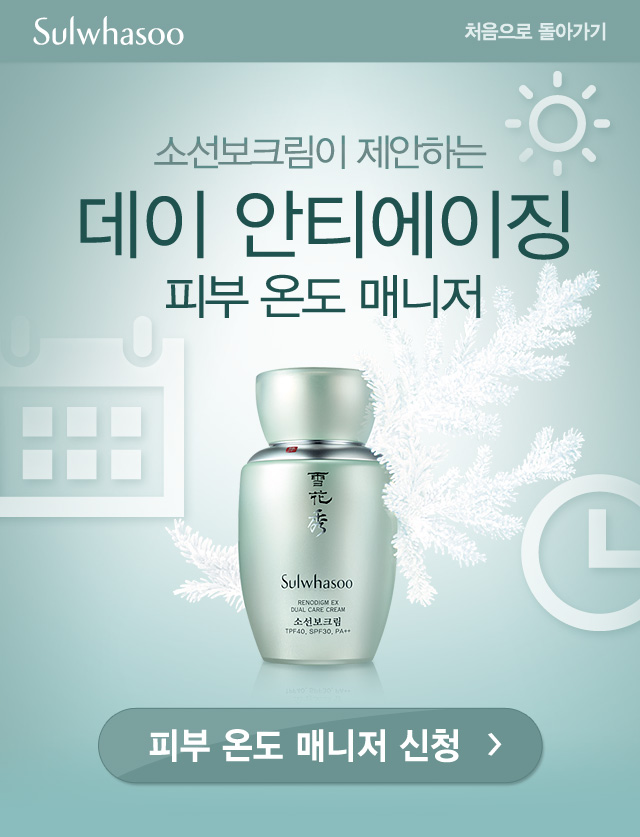 Sulwhasoo
처음으로 돌아가기
소선보크림이 제안하는
데이 안티에이징
피부 온도 매니저
雪
花
秀
Sulwhasoo
RENODIGM EX
DUAL CARE CREAM
소선보크림
TPF40, SPF30, PA++
피부 온도 매니저 신청 >